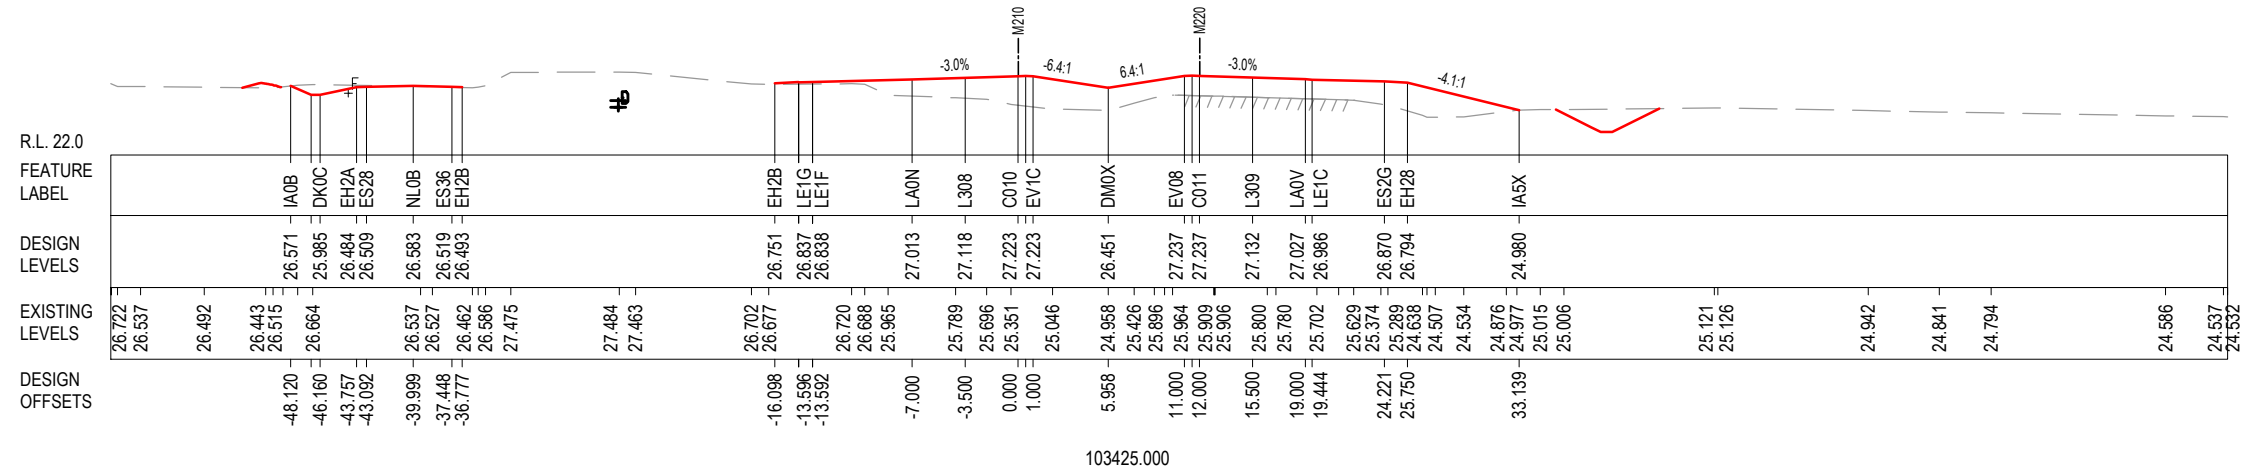 M210 M220
-3.0% -6.4:1 6.4:1 -3.0% -4.1:1
R.L. 22.0
FEATURE
LABEL
IA0B DK0C EH2A ES28 NL0B ES36 EH2B EH2B LE1G LE1F LA0N L308 C010 EV1C DM0X EV08 C011 L309 LA0V LE1C ES2G EH28 IA5X
DESIGN
LEVELS
26.571 25.985 26.484 26.509 26.583 26.519 26.493 26.751 26.837 26.838 27.013 27.118 27.223 27.223 26.451 27.237 27.237 27.132 27.027 26.986 26.870 26.794 24.980
EXISTING
LEVELS
26.722 26.537 26.492 26.443 26.515 26.664 26.537 26.527 26.462 26.586 27.475 27.484 27.463 26.702 26.677 26.720 26.688 25.965 25.789 25.696 25.351 25.046 24.958 25.426 25.896 25.964 25.909 25.906 25.800 25.780 25.702 25.629 25.374 25.289 24.638 24.507 24.534 24.876 24.977 25.015 25.006 25.121 25.126 24.942 24.841 24.794 24.586 24.537 24.532
DESIGN
OFFSETS
-48.120 -46.160 -43.757 -43.092 -39.999 -37.448 -36.777 -16.098 -13.596 -13.592 -7.000 -3.500 0.000 1.000 5.958 11.000 12.000 15.500 19.000 19.444 24.221 25.750 33.139
103425.000